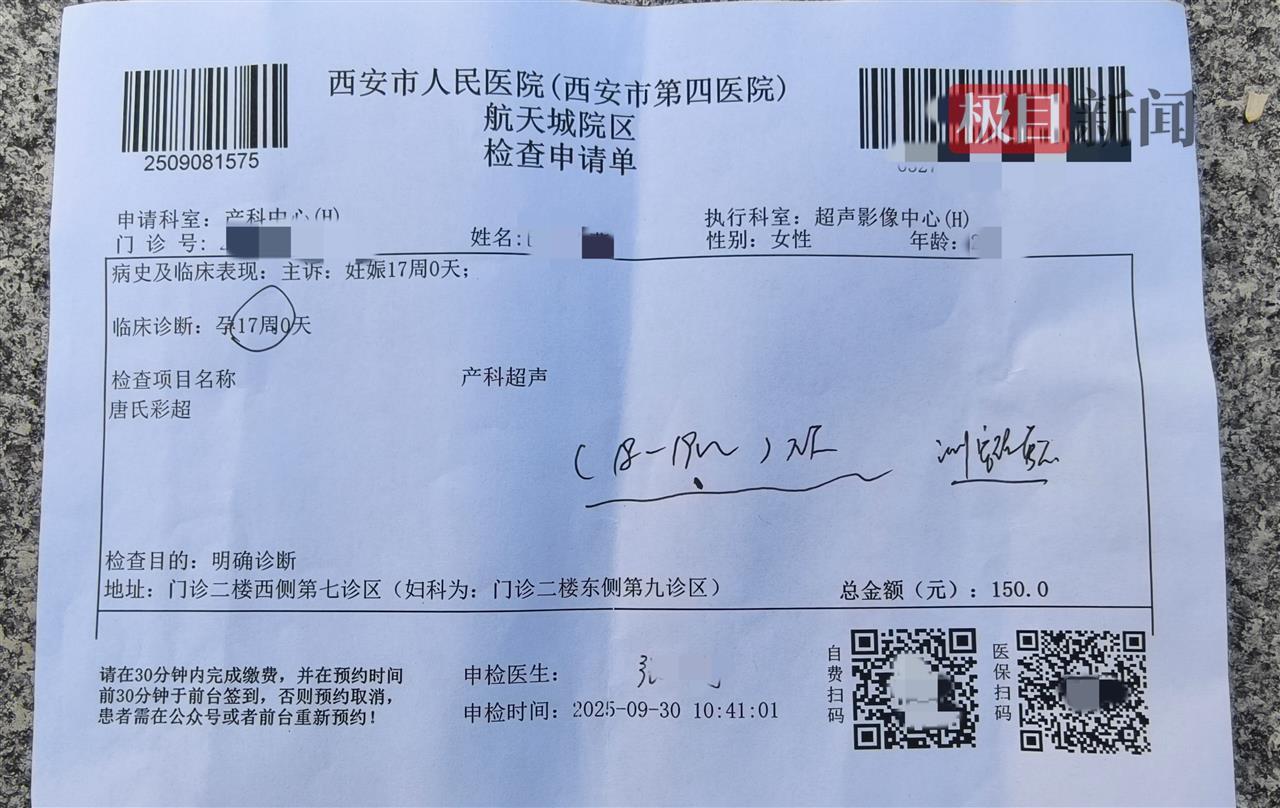 西安市人民医院(西安市第四医院)
航天城院区
检查申请单
2509081575
极目新闻
申请科室: 产科中心(H)
执行科室: 超声影像中心(H)
门诊号:
姓名:
性别: 女性
年龄:
病史及临床表现: 主诉: 妊娠17周0天;
临床诊断: 孕17周0天
检查项目名称
产科超声
唐氏彩超
检查目的: 明确诊断
地址: 门诊二楼西侧第七诊区(妇科为: 门诊二楼东侧第九诊区)
总金额(元): 150.0
请在30分钟内完成缴费, 并在预约时间
前30分钟于前台签到, 否则预约取消,
患者需在公众号或者前台重新预约!
申检医生: 张
申检时间: 2025-09-30 10:41:01
自费扫码
医保扫码